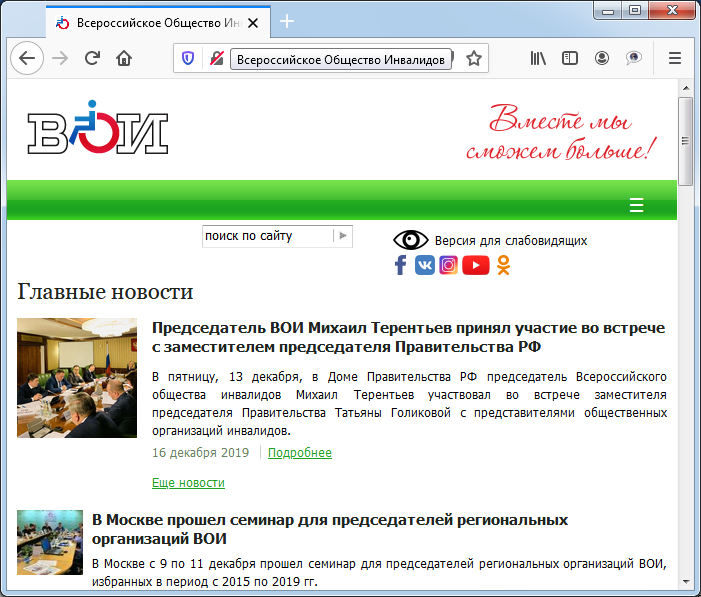 Всероссийское Общество Ин
Всероссийское Общество Инвалидов
ВОИ
Вместе мы
сможем больше!
поиск по сайту
Версия для слабовидящих
Главные новости
Председатель ВОИ Михаил Терентьев принял участие во встрече
с заместителем председателя Правительства РФ
В пятницу, 13 декабря, в Доме Правительства РФ председатель Всероссийского
общества инвалидов Михаил Терентьев участвовал во встрече заместителя
председателя Правительства Татьяны Голиковой с представителями общественных
организаций инвалидов.
16 декабря 2019 Подробнее
Еще новости
В Москве прошел семинар для председателей региональных
организаций ВОИ
В Москве с 9 по 11 декабря прошел семинар для председателей региональных организаций ВОИ,
избранных в период с 2015 по 2019 гг.